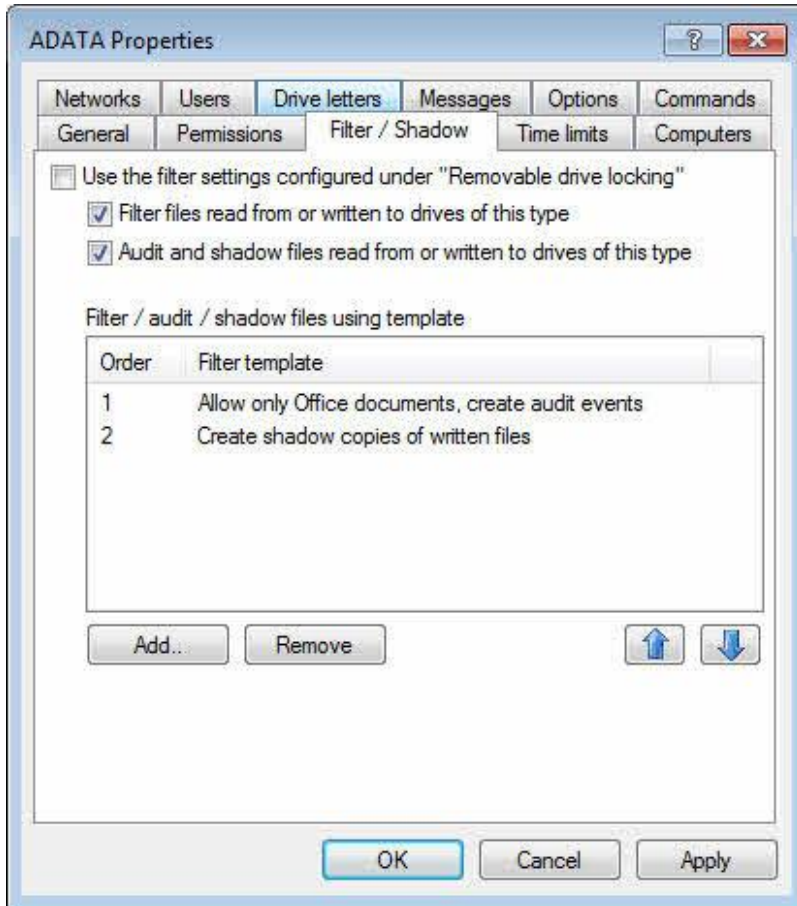 ADATA Properties
?
Networks Users Drive letters Messages Options Commands
General Permissions Filter / Shadow Time limits Computers
Use the filter settings configured under "Removable drive locking"
Filter files read from or written to drives of this type
Audit and shadow files read from or written to drives of this type
Filter / audit / shadow files using template
Order Filter template
1 Allow only Office documents, create audit events
2 Create shadow copies of written files
Add.. Remove
OK Cancel Apply